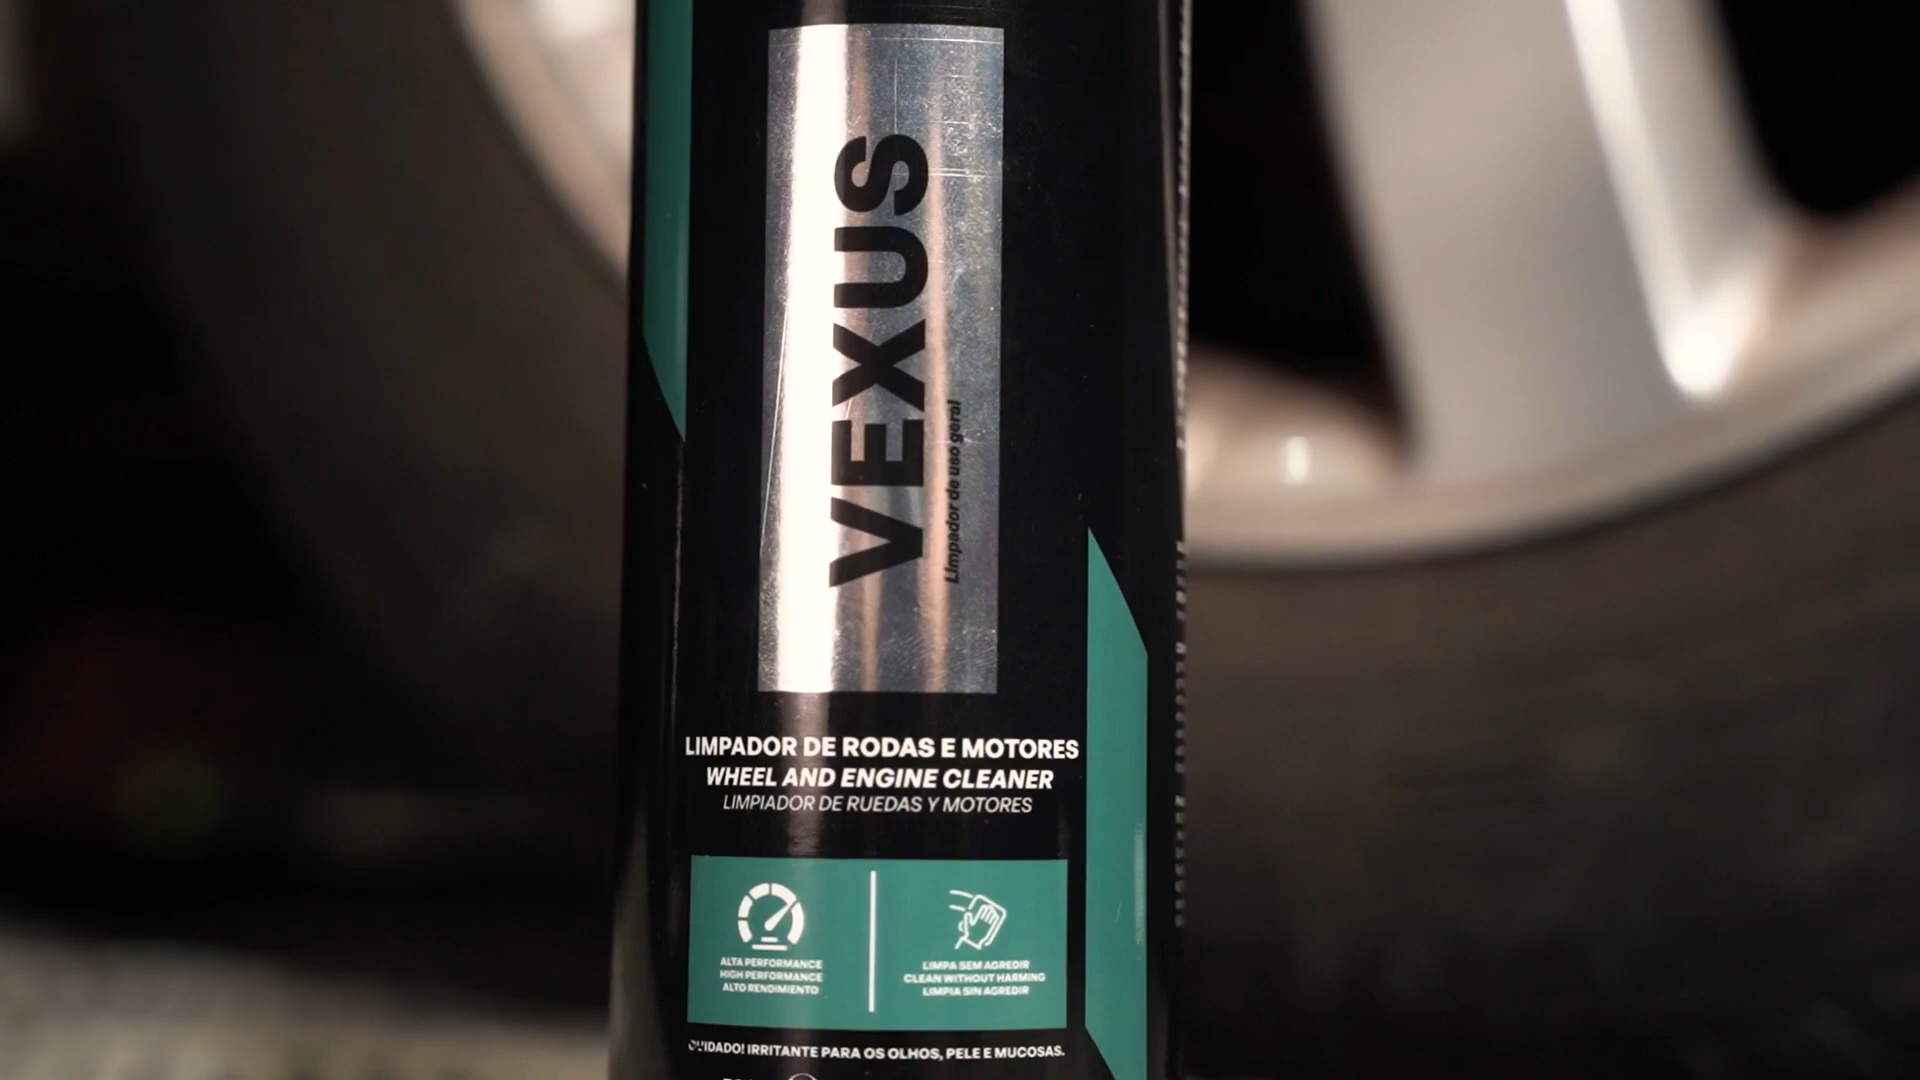 VEXUS
Limpador de uso geral
LIMPADOR DE RODAS E MOTORES
WHEEL AND ENGINE CLEANER
LIMPIADOR DE RUEDAS Y MOTORES
ALTA PERFORMANCE
HIGH PERFORMANCE
ALTO RENDIMIENTO
LIMPA SEM AGREDIR
CLEAN WITHOUT HARMING
LIMPIA SIN AGREDIR
CUIDADO! IRRITANTE PARA OS OLHOS, PELE E MUCOSAS.